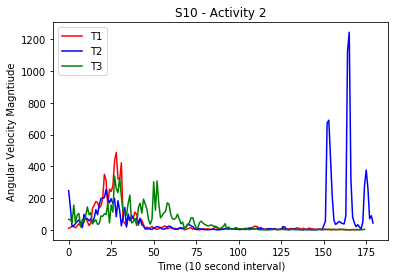 S10 - Activity 2
Angular Velocity Magntiude
1200
1000
800
600
400
200
0
T1
T2
T3
0 25 50 75 100 125 150 175
Time (10 second interval)